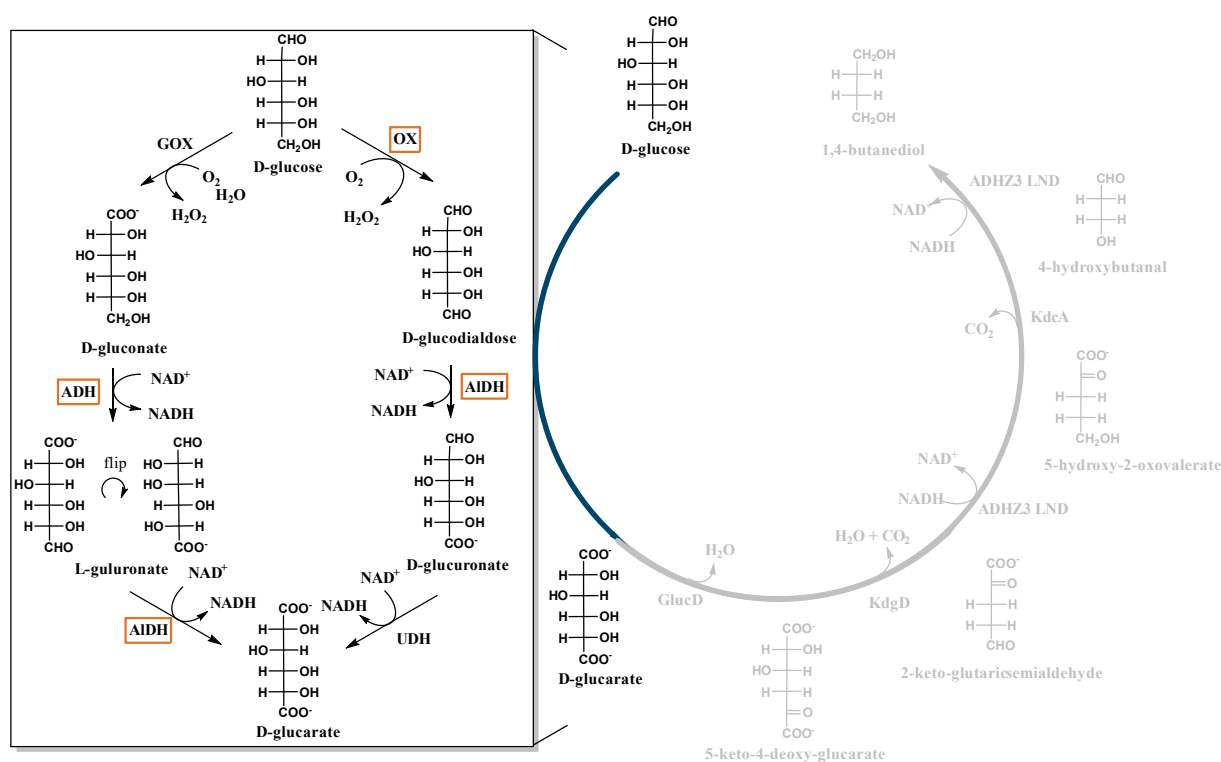 CHO
H OH
HO H
H OH
H OH
CH2OH
D-glucose
GOX
O2
H2O
H2O2
OX
O2
H2O2
COO-
H OH
HO H
H OH
H OH
CH2OH
D-gluconate
CHO
H OH
HO H
H OH
H OH
CHO
D-glucodialdose
ADH
NAD+
NADH
NAD+
NADH
AlDH
COO-
H OH
HO H
H OH
H OH
CHO
flip
CHO
HO H
HO H
H OH
HO H
COO-
L-guluronate
CHO
H OH
HO H
H OH
H OH
COO-
D-glucuronate
NAD+
NADH
AlDH
NAD+
NADH
UDH
COO-
H OH
HO H
H OH
H OH
COO-
D-glucarate
CHO
H OH
HO H
H OH
H OH
CH2OH
D-glucose
COO-
H OH
HO H
H OH
H OH
COO-
D-glucarate
GlucD
H2O
COO-
H OH
HO H
H H
O
COO-
5-keto-4-deoxy-glucarate
H2O + CO2
KdgD
COO-
O
H H
H H
CHO
2-keto-glutaricsemialdehyde
NAD+
NADH
ADHZ3 LND
COO-
O
H H
H H
CH2OH
5-hydroxy-2-oxovalerate
CO2
KdcA
CHO
H H
H H
OH
4-hydroxybutanal
ADHZ3 LND
NAD+
NADH
CH2OH
H H
H H
CH2OH
1,4-butanediol